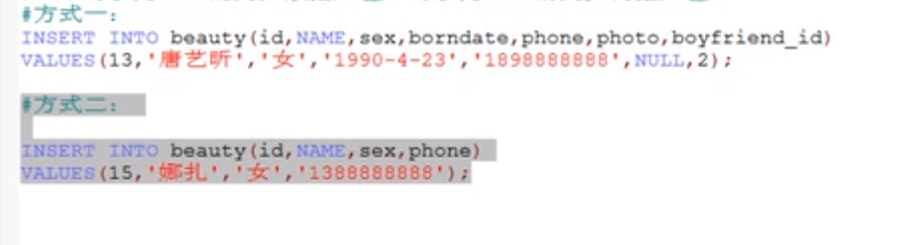 #方式一：
INSERT INTO beauty(id,NAME,sex,borndate,phone,photo,boyfriend_id)
VALUES(13,'唐艺昕','女','1990-4-23','1898888888',NULL,2);
#方式二：
INSERT INTO beauty(id,NAME,sex,phone)
VALUES(15,'娜扎','女','1388888888');